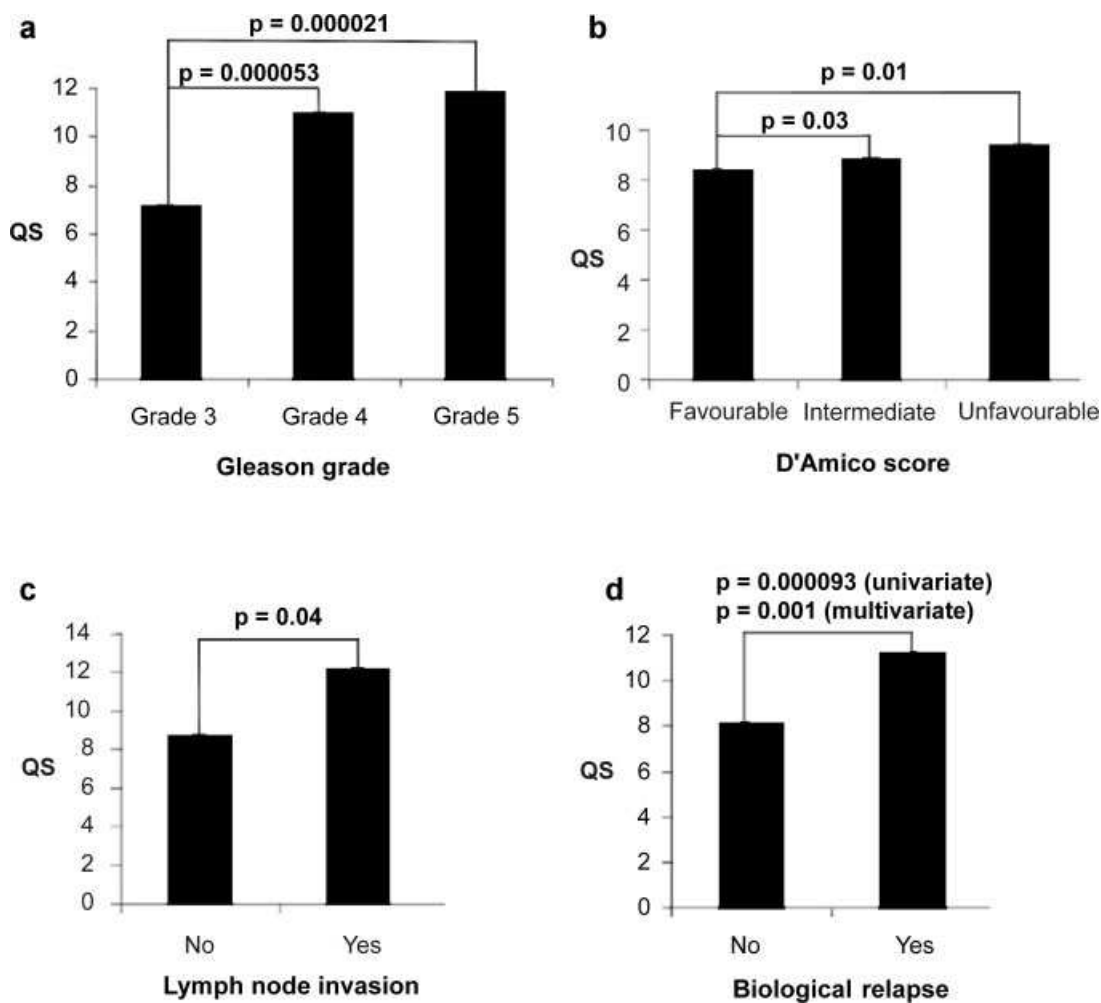 a
p = 0.000021
p = 0.000053
12
10
8
6
4
2
0
QS
Grade 3 Grade 4 Grade 5
Gleason grade
b
p = 0.01
p = 0.03
10
8
6
4
2
0
QS
Favourable Intermediate Unfavourable
D'Amico score
c
p = 0.04
14
12
10
8
6
4
2
0
QS
No Yes
Lymph node invasion
d
p = 0.000093 (univariate)
p = 0.001 (multivariate)
12
10
8
6
4
2
0
QS
No Yes
Biological relapse